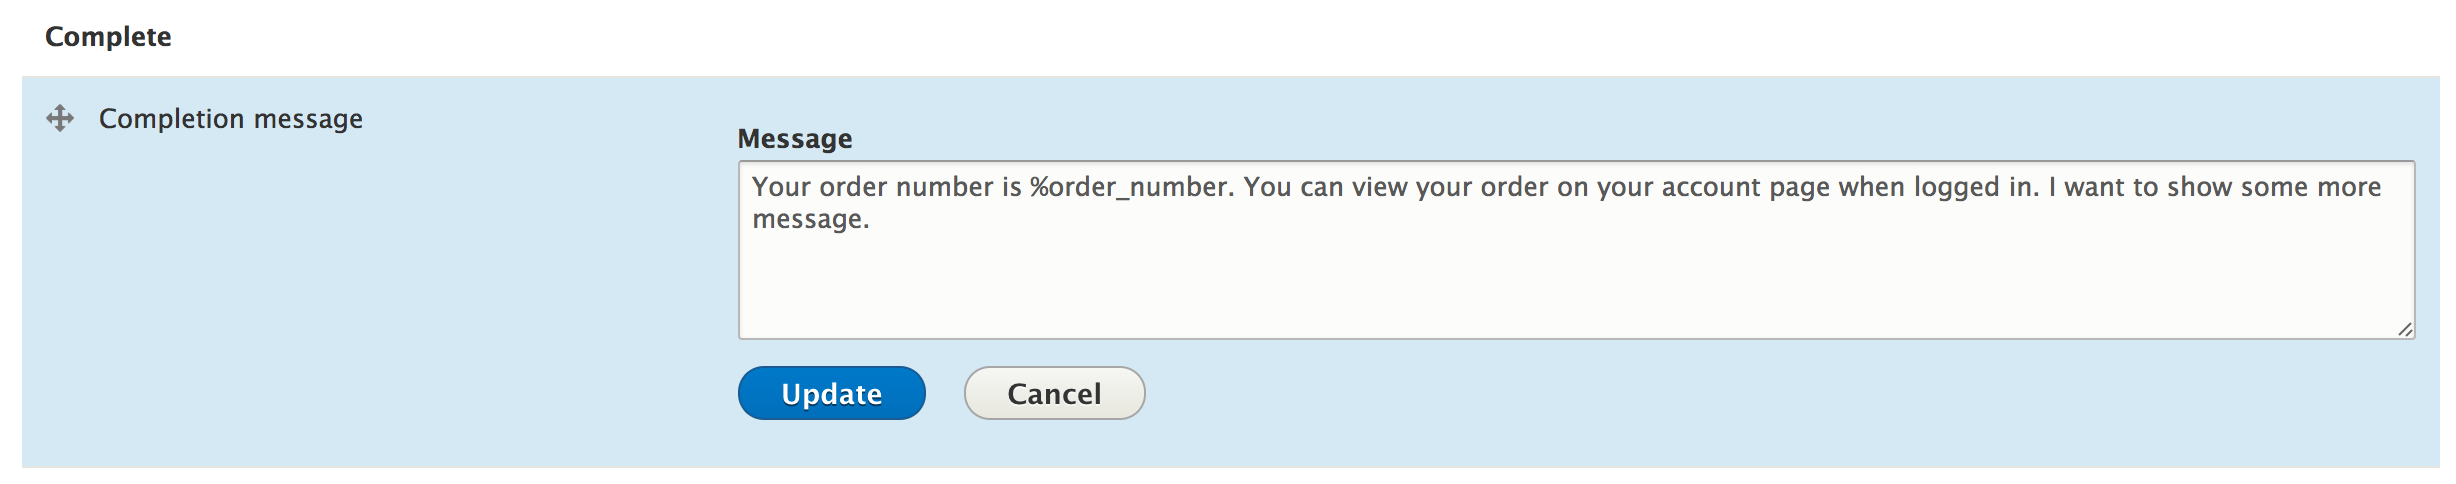 Complete
Completion message
Message
Your order number is %order_number. You can view your order on your account page when logged in. I want to show some more
message.
Update
Cancel